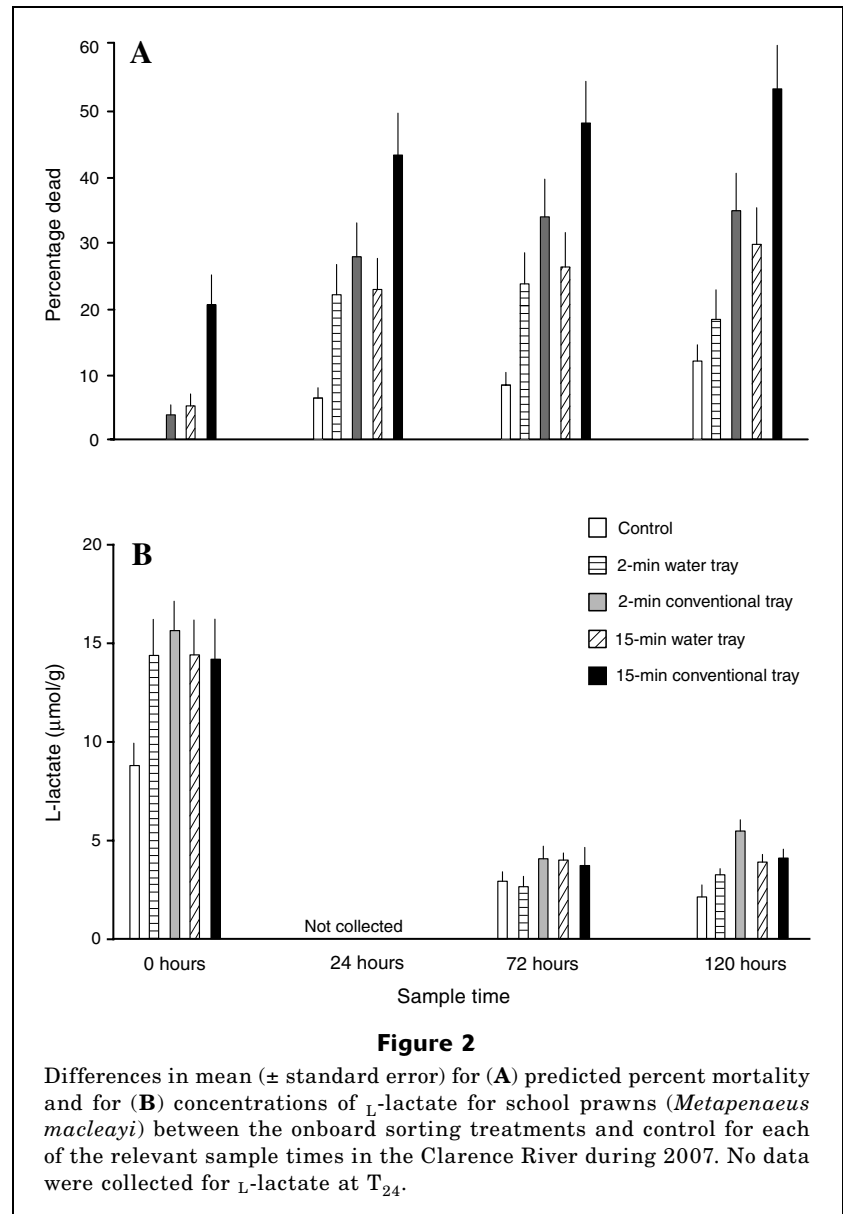 A
60
50
40
30
20
10
0
Percentage dead
B
20
15
10
5
0
L-lactate (µmol/g)
Control
2-min water tray
2-min conventional tray
15-min water tray
15-min conventional tray
Not collected
0 hours
24 hours
72 hours
120 hours
Sample time
Figure 2
Differences in mean (± standard error) for (A) predicted percent mortality
and for (B) concentrations of L-lactate for school prawns (Metapenaeus
macleayi) between the onboard sorting treatments and control for each
of the relevant sample times in the Clarence River during 2007. No data
were collected for L-lactate at T24.